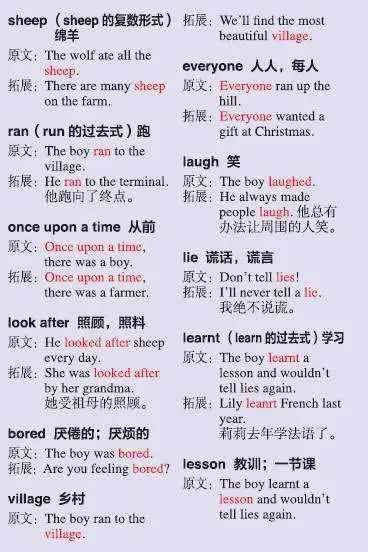 sheep（sheep的复数形式）
绵羊
原文：The wolf ate all the
sheep.
拓展：There are many sheep
on the farm.
ran（run的过去式）跑
原文：The boy ran to the
village.
拓展：He ran to the terminal.
他跑向了终点。
once upon a time 从前
原文：Once upon a time,
there was a boy.
拓展：Once upon a time,
there was a farmer.
look after 照顾，照料
原文：He looked after sheep
every day.
拓展：She was looked after
by her grandma.
她受祖母的照顾。
bored 厌倦的；厌烦的
原文：The boy was bored.
拓展：Are you feeling bored?
village 乡村
原文：The boy ran to the
village.
拓展：We'll find the most
beautiful village.
everyone 人人，每人
原文：Everyone ran up the
hill.
拓展：Everyone wanted a
gift at Christmas.
laugh 笑
原文：The boy laughed.
拓展：He always made
people laugh. 他总有
办法让周围的人笑。
lie 谎话，谎言
原文：Don't tell lies!
拓展：I'll never tell a lie.
我绝不说谎。
learnt（learn的过去式）学习
原文：The boy learnt a
lesson and wouldn't
tell lies again.
拓展：Lily leanrt French last
year.
莉莉去年学法语了。
lesson 教训；一节课
原文：The boy learnt a
lesson and wouldn't
tell lies again.